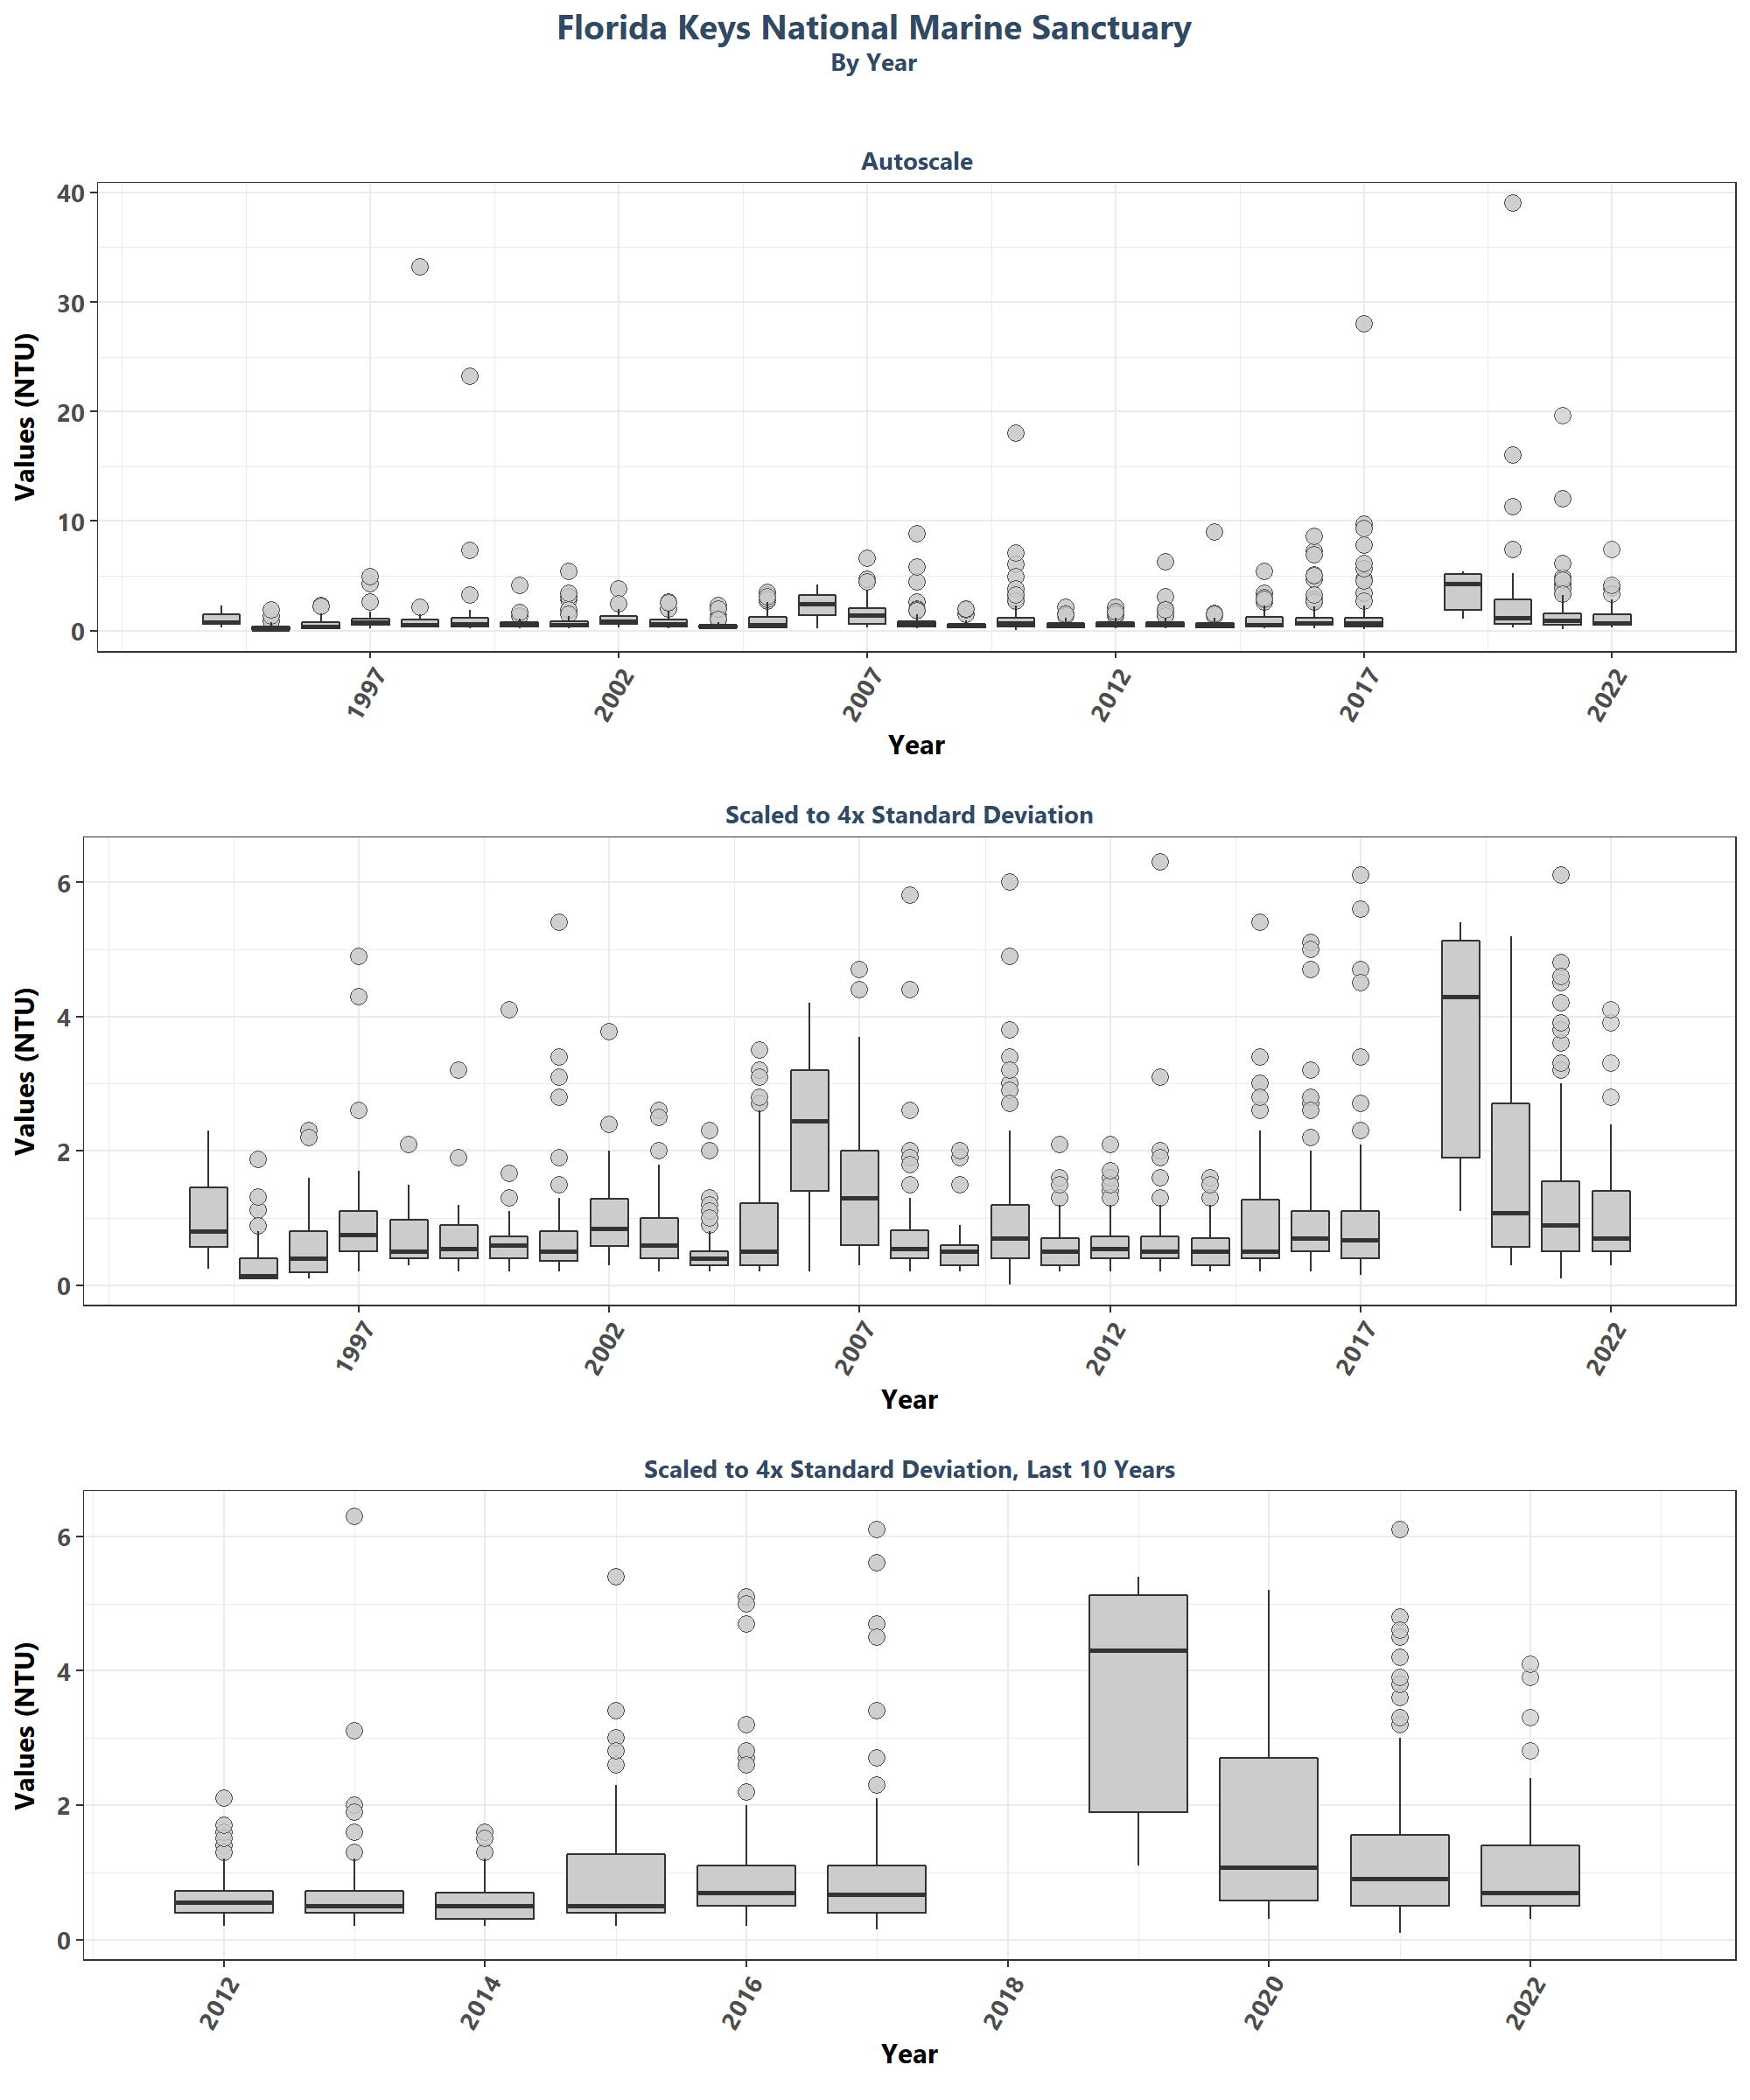 Florida Keys National Marine Sanctuary
By Year
Autoscale
Values (NTU)
40
30
20
10
0
1997
2002
2007
2012
2017
2022
Year
Scaled to 4x Standard Deviation
Values (NTU)
6
4
2
0
1997
2002
2007
2012
2017
2022
Year
Scaled to 4x Standard Deviation, Last 10 Years
Values (NTU)
6
4
2
0
2012
2014
2016
2018
2020
2022
Year